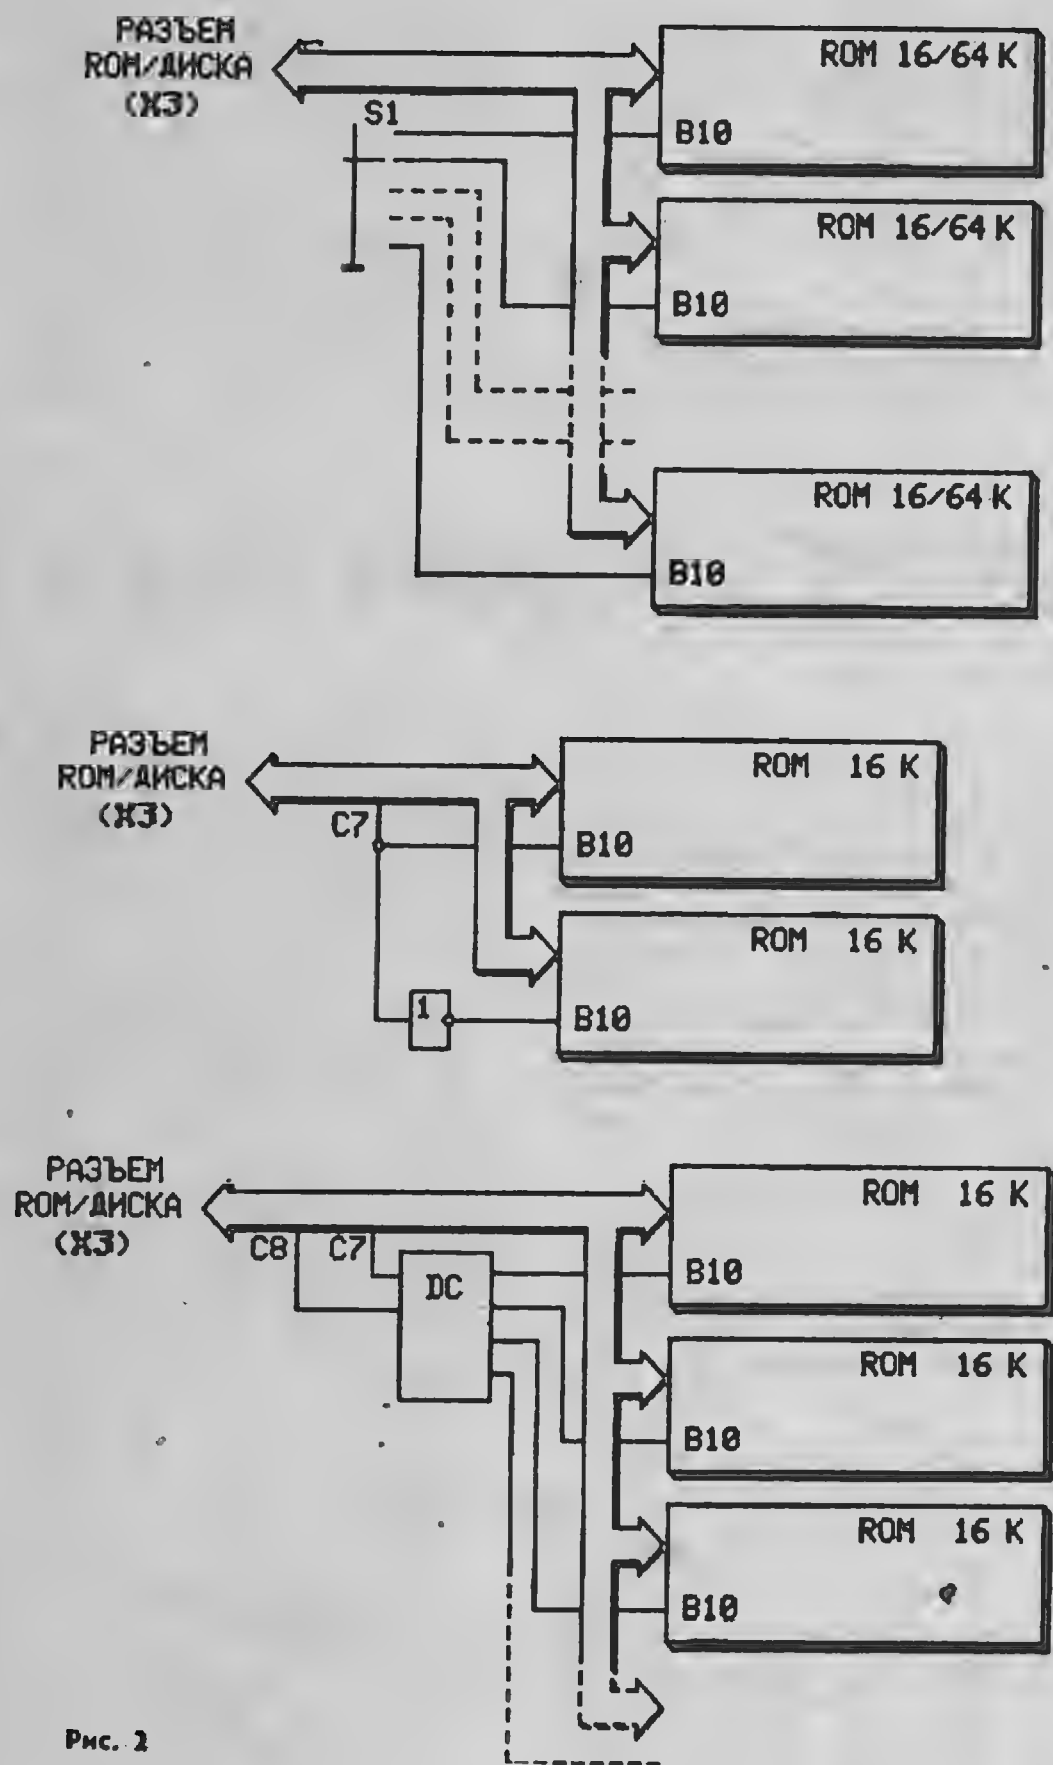 РАЗЪЕМ
ROM/ДИСКА
(X3)
S1
ROM 16/64 K
B10
ROM 16/64 K
B10
ROM 16/64 K
B10
РАЗЪЕМ
ROM/ДИСКА
(X3)
C7
ROM 16 K
B10
ROM 16 K
1
B10
РАЗЪЕМ
ROM/ДИСКА
(X3)
C8
C7
DC
ROM 16 K
B10
ROM 16 K
B10
ROM 16 K
B10
Рис. 2